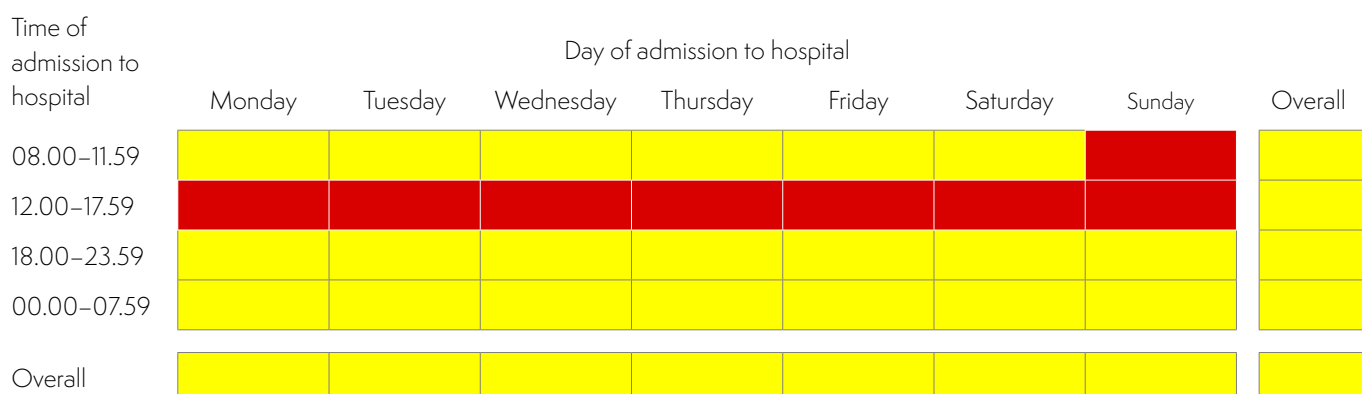 Time of
admission to
hospital
Day of admission to hospital
Monday Tuesday Wednesday Thursday Friday Saturday Sunday Overall
08.00–11.59
12.00–17.59
18.00–23.59
00.00–07.59
Overall